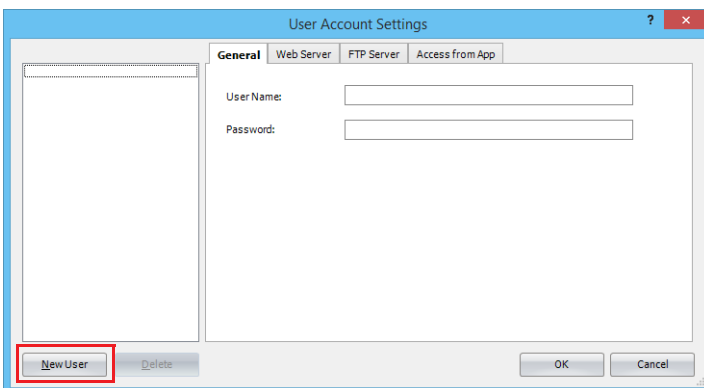 User Account Settings ? ×
General Web Server FTP Server Access from App
User Name:
Password:
New User Delete OK Cancel